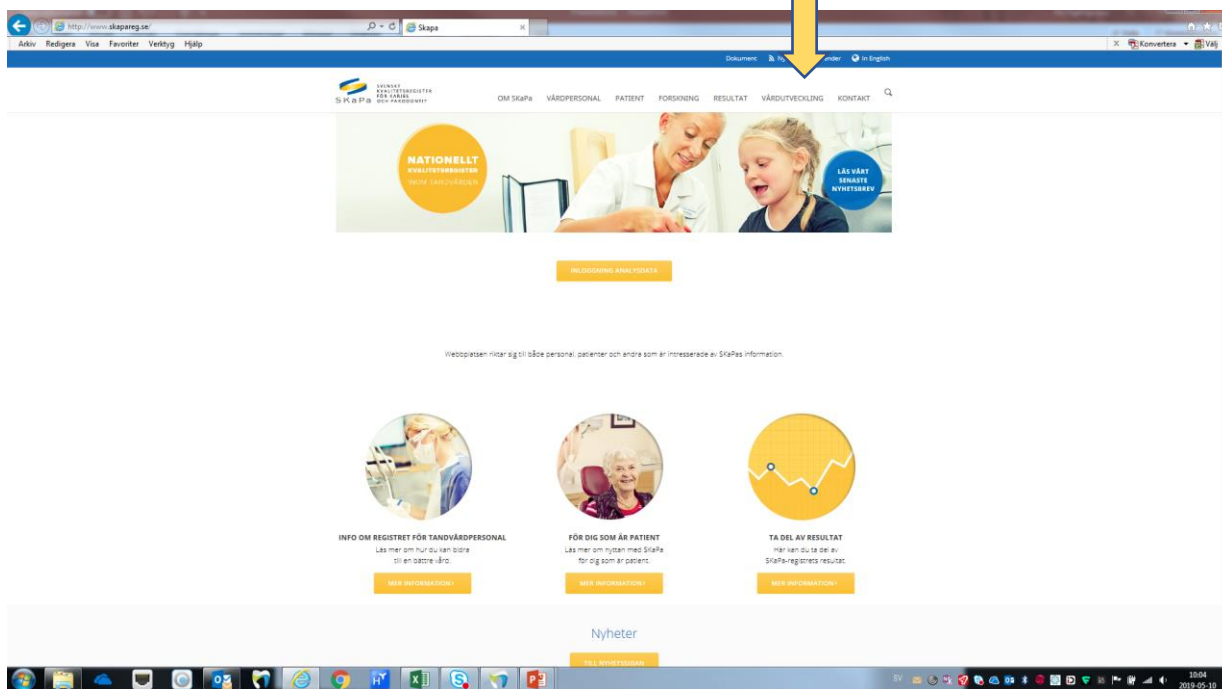 http://www.skapareg.se/
Skapa
Arkiv Redigera Visa Favoriter Verktyg Hjälp
Konvertera Välj
Dokument In English
SKaPa
SVENSKT
KVALITETSREGISTER
FÖR KARIES
OCH PARODONTIT
OM SKaPa VÅRDPERSONAL PATIENT FORSKNING RESULTAT VÅRDUTVECKLING KONTAKT
NATIONELLT
KVALITETSREGISTER
INOM TANDVÅRDEN
LÄS VÅRT
SENASTE
NYHETSBREV
INLOGGNING ANALYSDATA
Webbplatsen riktar sig till både personal, patienter och andra som är intresserade av SKaPas information.
INFO OM REGISTRET FÖR TANDVÅRDPERSONAL
Läs mer om hur du kan bidra
till en bättre vård.
MER INFORMATION ›
FÖR DIG SOM ÄR PATIENT
Läs mer om nyttan med SKaPa
för dig som är patient.
MER INFORMATION ›
TA DEL AV RESULTAT
Här kan du ta del av
SKaPa-registrets resultat.
MER INFORMATION ›
Nyheter
TILL NYHETSSIDAN
SV
10:04
2019-05-10